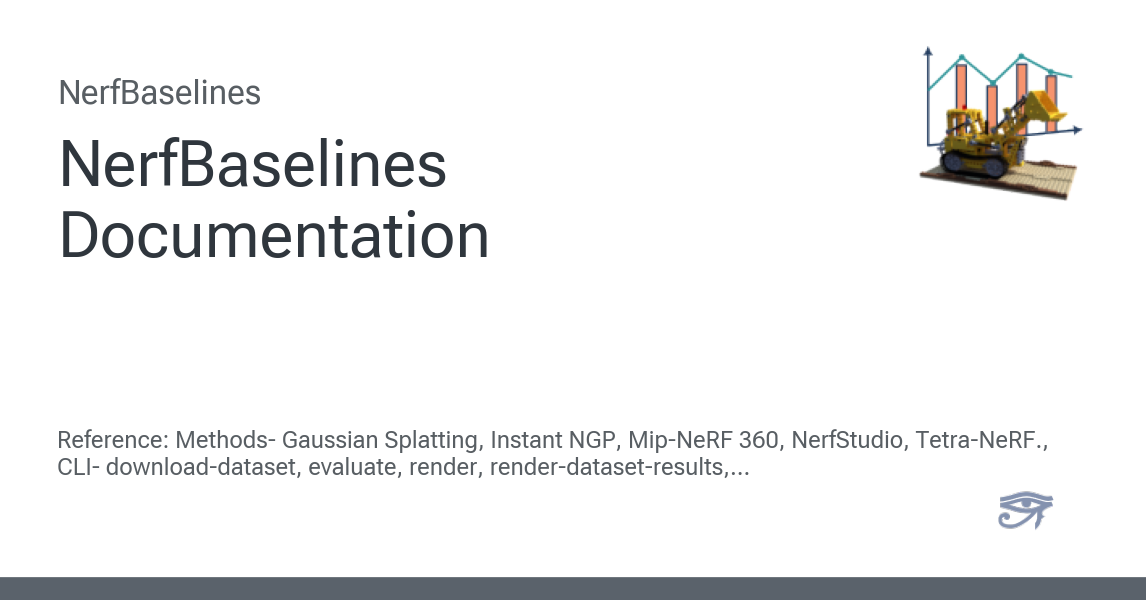 NerfBaselines
NerfBaselines
Documentation
Reference: Methods- Gaussian Splatting, Instant NGP, Mip-NeRF 360, NerfStudio, Tetra-NeRF.,
CLI- download-dataset, evaluate, render, render-dataset-results,...